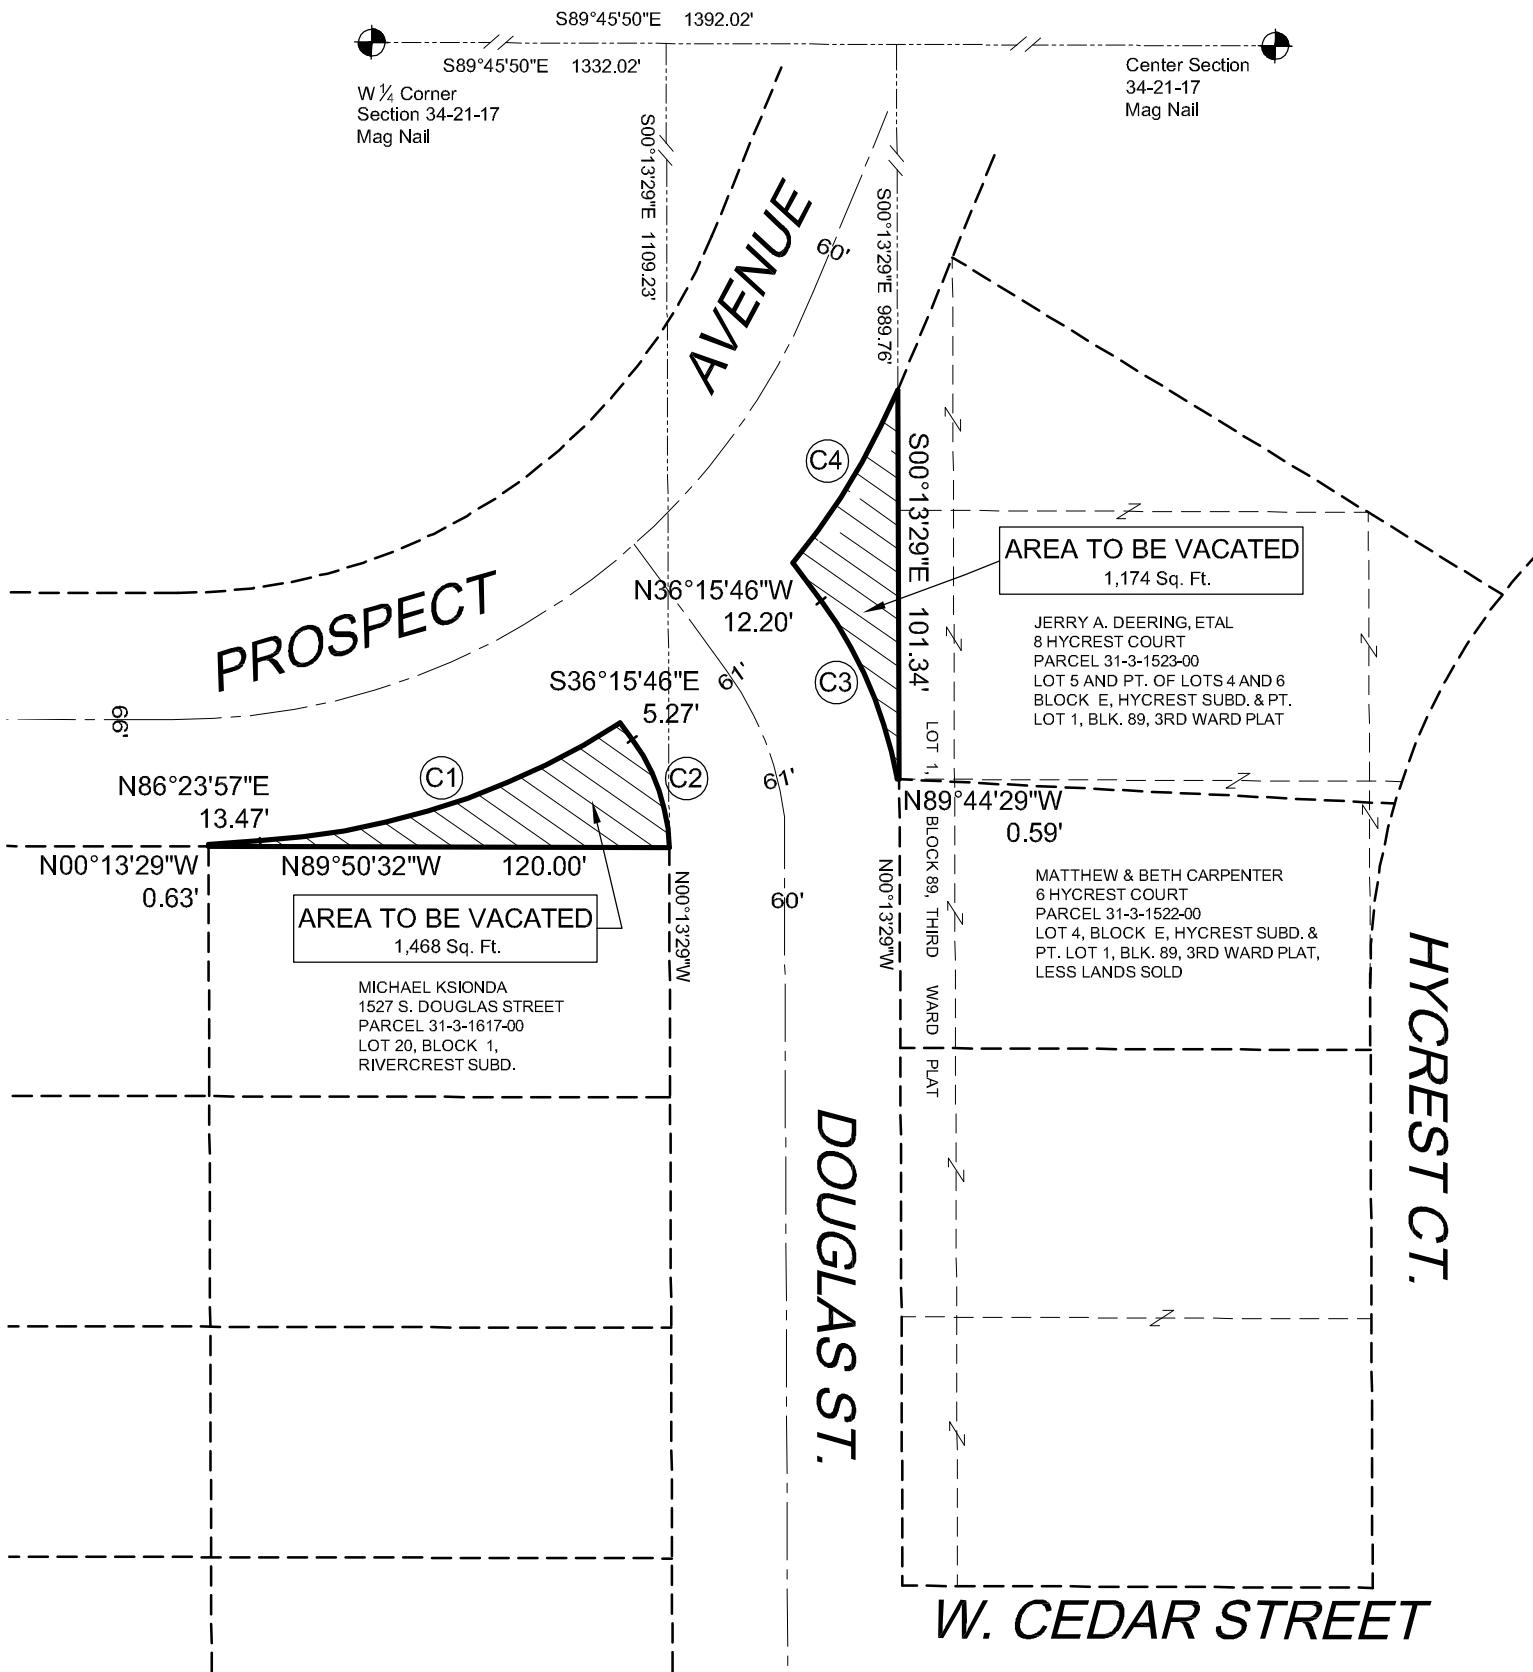 S89°45'50"E 1392.02'
S89°45'50"E 1332.02'
W ¼ Corner
Section 34-21-17
Mag Nail
Center Section
34-21-17
Mag Nail
S00°13'29"E 1109.23'
S00°13'29"E 989.76'
AVENUE
60'
C4
S00°13'29"E 101.34'
AREA TO BE VACATED
1,174 Sq. Ft.
N36°15'46"W
12.20'
JERRY A. DEERING, ETAL
8 HYCREST COURT
PARCEL 31-3-1523-00
LOT 5 AND PT. OF LOTS 4 AND 6
BLOCK E, HYCREST SUBD. & PT.
LOT 1, BLK. 89, 3RD WARD PLAT
PROSPECT
66'
S36°15'46"E
5.27'
61'
C3
N86°23'57"E
13.47'
C1
C2
61'
N89°44'29"W
0.59'
N00°13'29"W
0.63'
N89°50'32"W 120.00'
60'
AREA TO BE VACATED
1,468 Sq. Ft.
N00°13'29"W
N00°13'29"W
LOT 1, BLOCK 89, THIRD WARD PLAT
MATTHEW & BETH CARPENTER
6 HYCREST COURT
PARCEL 31-3-1522-00
LOT 4, BLOCK E, HYCREST SUBD. &
PT. LOT 1, BLK. 89, 3RD WARD PLAT,
LESS LANDS SOLD
MICHAEL KSIONDA
1527 S. DOUGLAS STREET
PARCEL 31-3-1617-00
LOT 20, BLOCK 1,
RIVERCREST SUBD.
HYCREST CT.
DOUGLAS ST.
W. CEDAR STREET